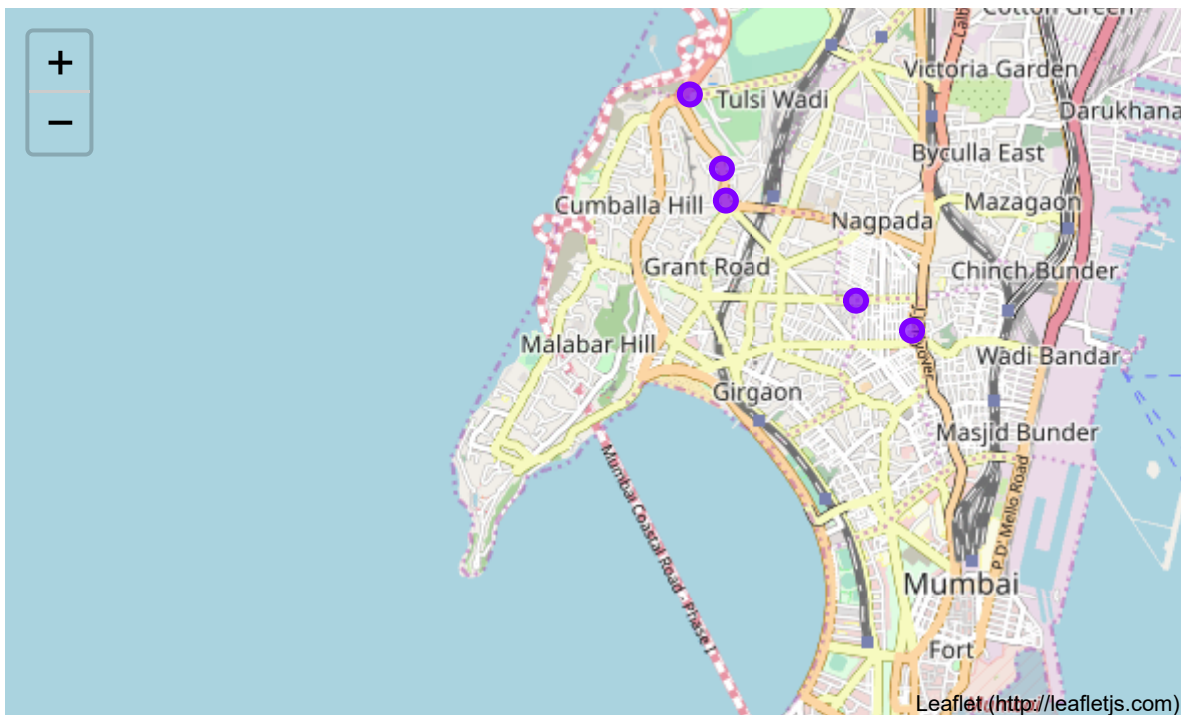 Cotton Green
+
Victoria Garden
Tulsi Wadi
Darukhana
−
Byculla East
Cumballa Hill
Mazagaon
Nagpada
Grant Road
Chinch Bunder
Malabar Hill
Wadi Bandar
Girgaon
Masjid Bunder
Mumbai Coastal Road - Phase I
P.D' Mello Road
Mumbai
Fort
Leaflet (http://leafletjs.com)